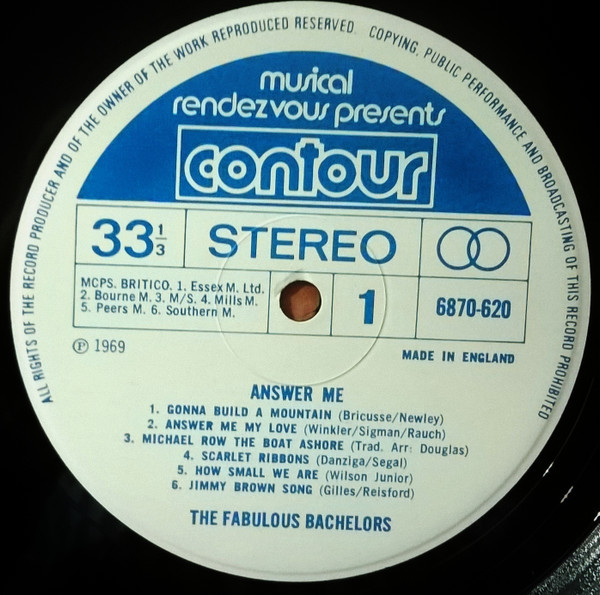 ALL RIGHTS OF THE RECORD PRODUCER AND OF THE OWNER OF THE WORK REPRODUCED RESERVED. COPYING, PUBLIC PERFORMANCE AND BROADCASTING OF THIS RECORD PROHIBITED
musical
rendezvous presents
contour
33 1/3
STEREO
MCPS. BRITICO. 1. Essex M. Ltd.
2. Bourne M. 3. M/S. 4. Mills M.
5. Peers M. 6. Southern M.
1
6870-620
Ⓟ 1969
MADE IN ENGLAND
ANSWER ME
1. GONNA BUILD A MOUNTAIN (Bricusse/Newley)
2. ANSWER ME MY LOVE (Winkler/Sigman/Rauch)
3. MICHAEL ROW THE BOAT ASHORE (Trad. Arr: Douglas)
4. SCARLET RIBBONS (Danziga/Segal)
5. HOW SMALL WE ARE (Wilson Junior)
6. JIMMY BROWN SONG (Gilles/Reisford)
THE FABULOUS BACHELORS